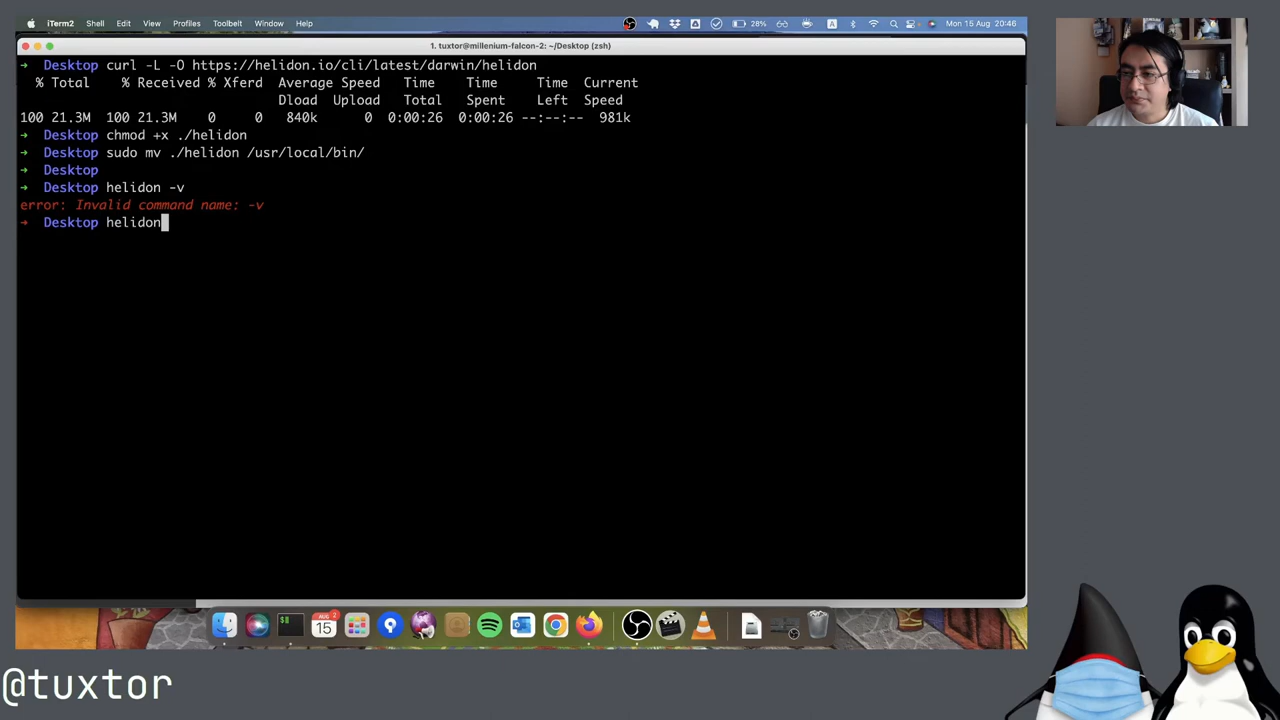 iTerm2 Shell Edit View Profiles Toolbelt Window Help 28% A Mon 15 Aug 20:46
1. tuxtor@millenium-falcon-2: ~/Desktop (zsh)
➜ Desktop curl -L -O https://helidon.io/cli/latest/darwin/helidon
% Total % Received % Xferd Average Speed Time Time Time Current
Dload Upload Total Spent Left Speed
100 21.3M 100 21.3M 0 0 840k 0 0:00:26 0:00:26 --:--:-- 981k
➜ Desktop chmod +x ./helidon
➜ Desktop sudo mv ./helidon /usr/local/bin/
➜ Desktop
➜ Desktop helidon -v
error: Invalid command name: -v
➜ Desktop helidon
AUG 2
15
@tuxtor